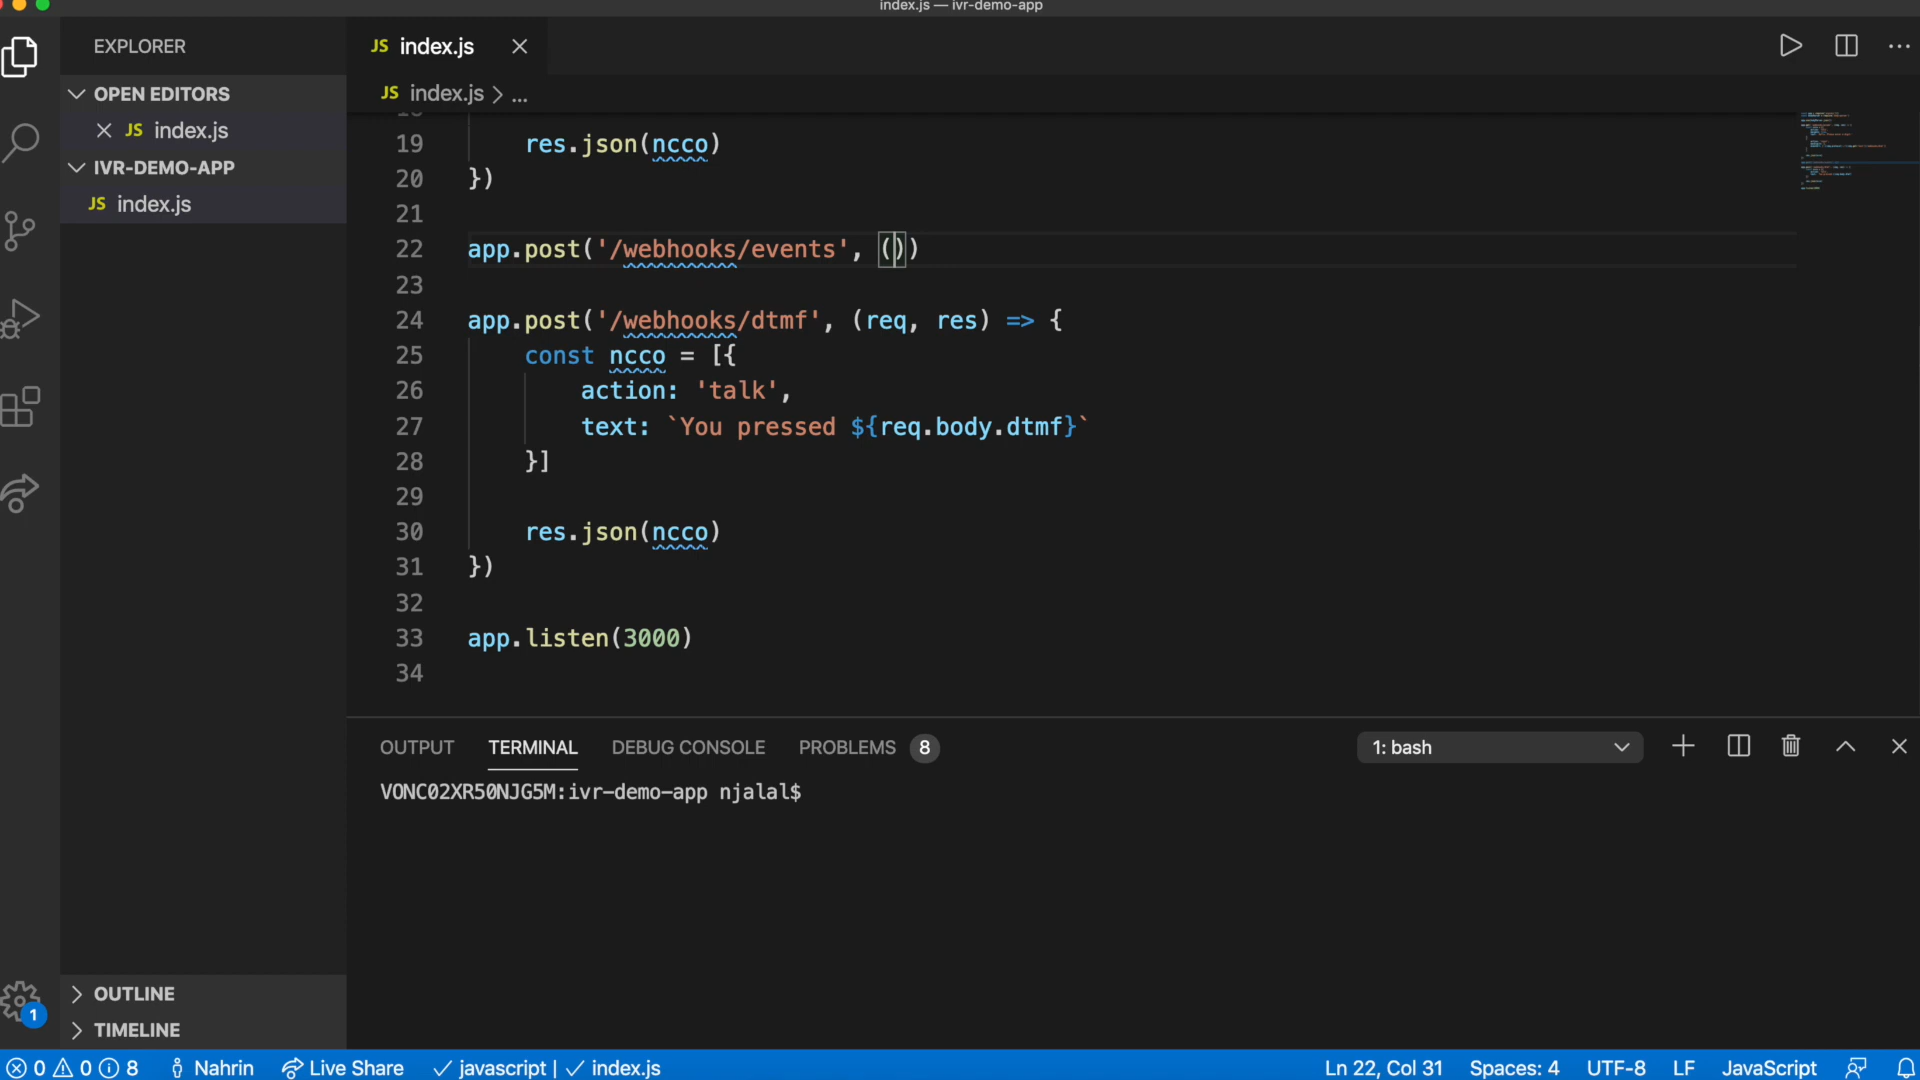 index.js — ivr-demo-app
EXPLORER
OPEN EDITORS
JS index.js
IVR-DEMO-APP
JS index.js
OUTLINE
TIMELINE
JS index.js
JS index.js > ...
19 res.json(ncco)
20 })
21
22 app.post('/webhooks/events', ())
23
24 app.post('/webhooks/dtmf', (req, res) => {
25 const ncco = [{
26 action: 'talk',
27 text: `You pressed ${req.body.dtmf}`
28 }]
29
30 res.json(ncco)
31 })
32
33 app.listen(3000)
34
OUTPUT TERMINAL DEBUG CONSOLE PROBLEMS 8 1: bash
VONC02XR50NJG5M:ivr-demo-app njalal$
1
0 0 8 Nahrin Live Share javascript | index.js Ln 22, Col 31 Spaces: 4 UTF-8 LF JavaScript